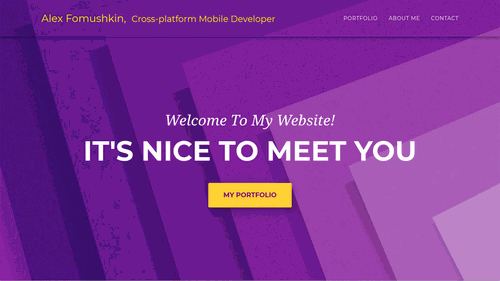 Alex Fomushkin, Cross-platform Mobile Developer
PORTFOLIO ABOUT ME CONTACT
Welcome To My Website!
IT'S NICE TO MEET YOU
MY PORTFOLIO